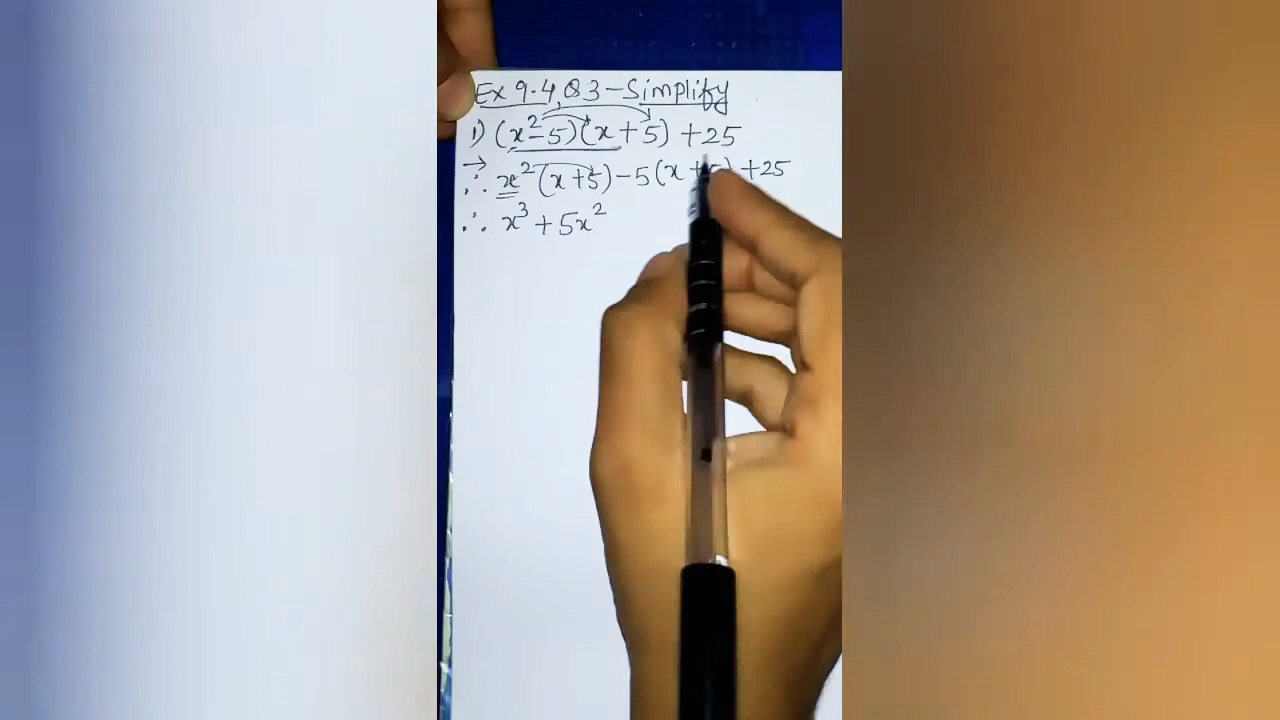 Ex 9.4, Q3 - Simplify
1) (x² - 5)(x + 5) + 25
→
∴ x² (x + 5) - 5 (x + 5) + 25
∴ x³ + 5x²